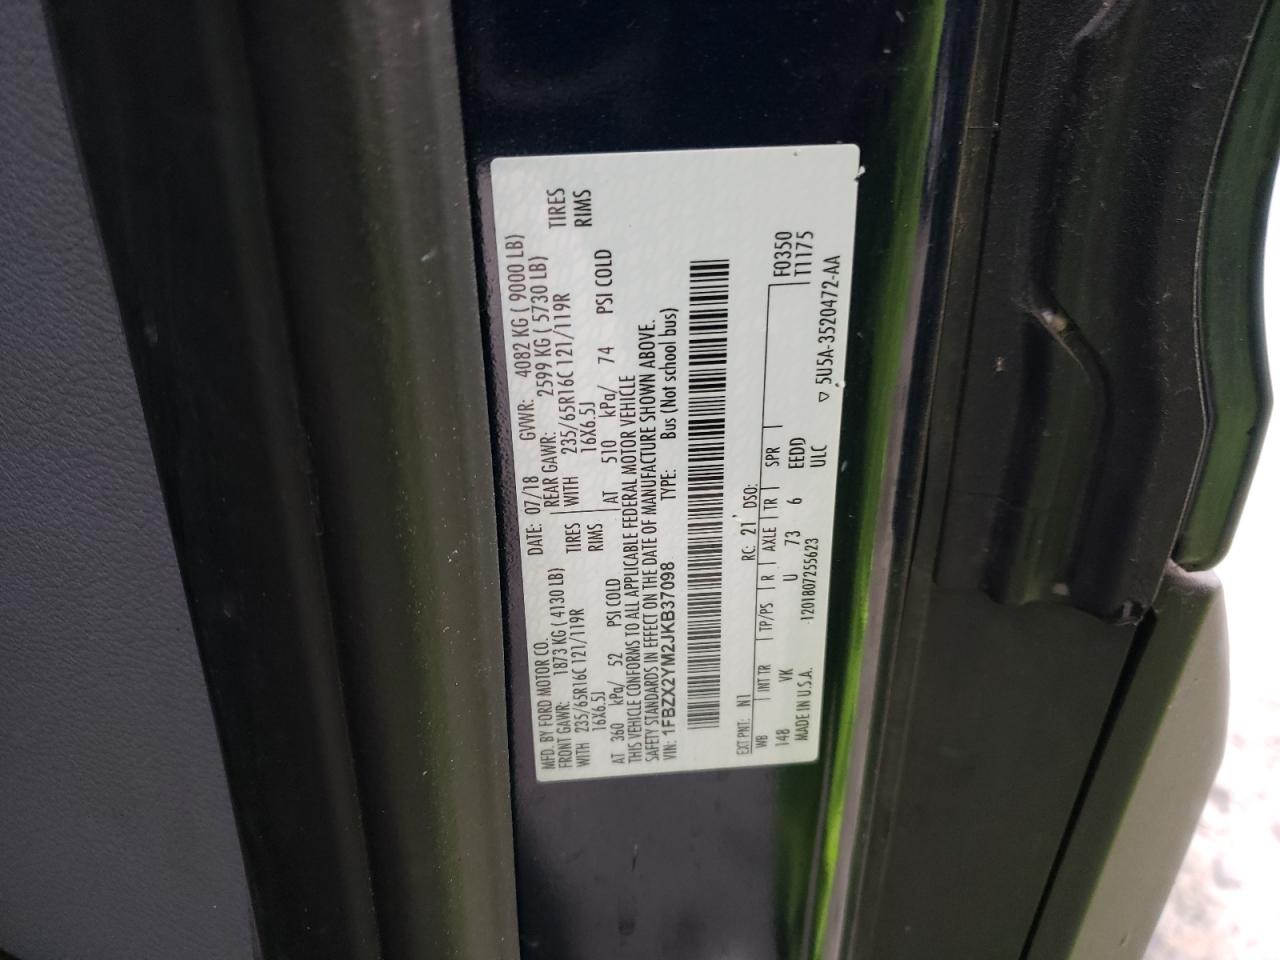 MFD. BY FORD MOTOR CO.
DATE: 07/18 GVWR: 4082 KG ( 9000 LB)
FRONT GAWR: 1873 KG ( 4130 LB) REAR GAWR: 2599 KG ( 5730 LB)
WITH 235/65R16C 121/119R TIRES WITH 235/65R16C 121/119R TIRES
16X6.5J RIMS 16X6.5J RIMS
AT 360 kPa/ 52 PSI COLD AT 510 kPa/ 74 PSI COLD
THIS VEHICLE CONFORMS TO ALL APPLICABLE FEDERAL MOTOR VEHICLE
SAFETY STANDARDS IN EFFECT ON THE DATE OF MANUFACTURE SHOWN ABOVE.
VIN: 1FBZX2YM2JKB37098 TYPE: Bus (Not school bus)
EXT PNT: N1 RC: 21 DSO:
WB INT TR TP/PS R AXLE TR SPR F0350
148 VK U 73 6 EEDD T1175
MADE IN U.S.A. 1201807255623 ULC ▽ 5U5A-3520472-AA